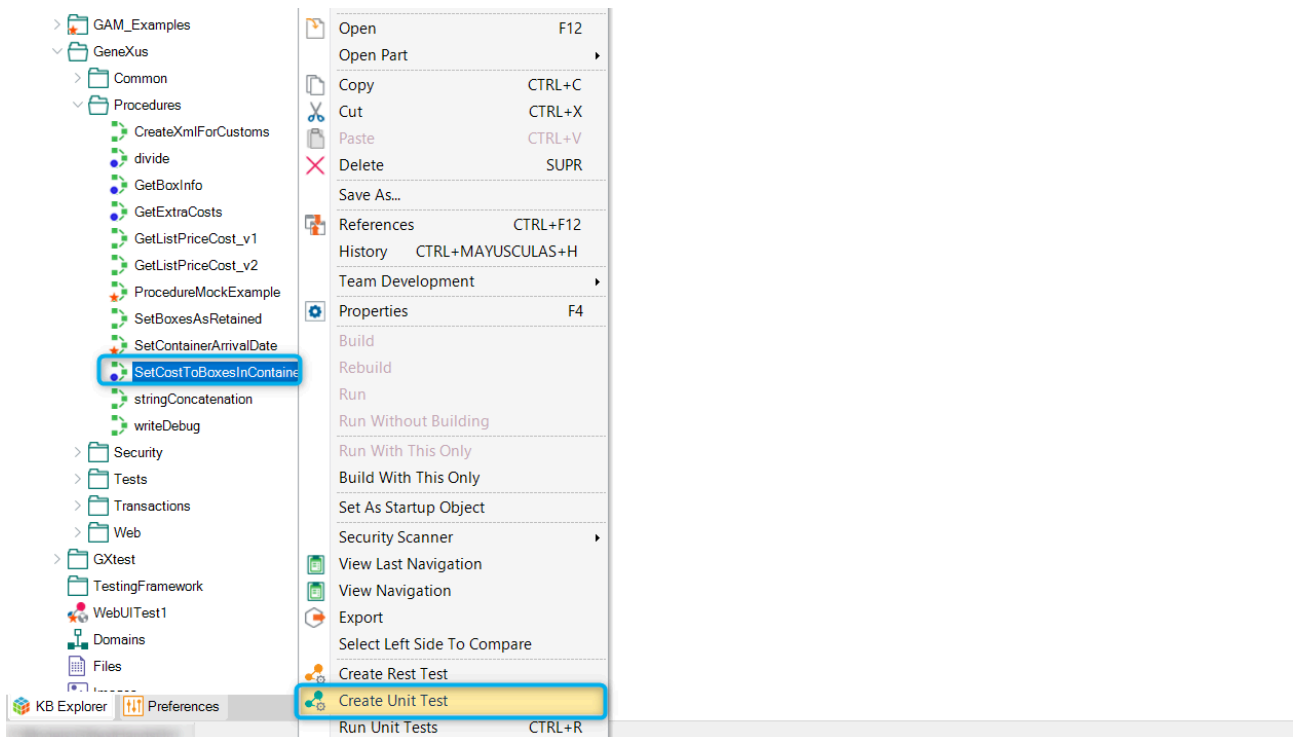 GAM_Examples
GeneXus
Common
Procedures
CreateXmlForCustoms
divide
GetBoxInfo
GetExtraCosts
GetListPriceCost_v1
GetListPriceCost_v2
ProcedureMockExample
SetBoxesAsRetained
SetContainerArrivalDate
SetCostToBoxesInContaine
stringConcatenation
writeDebug
Security
Tests
Transactions
Web
GXtest
TestingFramework
WebUITest1
Domains
Files
KB Explorer Preferences
Open F12
Open Part
Copy CTRL+C
Cut CTRL+X
Paste CTRL+V
Delete SUPR
Save As...
References CTRL+F12
History CTRL+MAYUSCULAS+H
Team Development
Properties F4
Build
Rebuild
Run
Run Without Building
Run With This Only
Build With This Only
Set As Startup Object
Security Scanner
View Last Navigation
View Navigation
Export
Select Left Side To Compare
Create Rest Test
Create Unit Test
Run Unit Tests CTRL+R